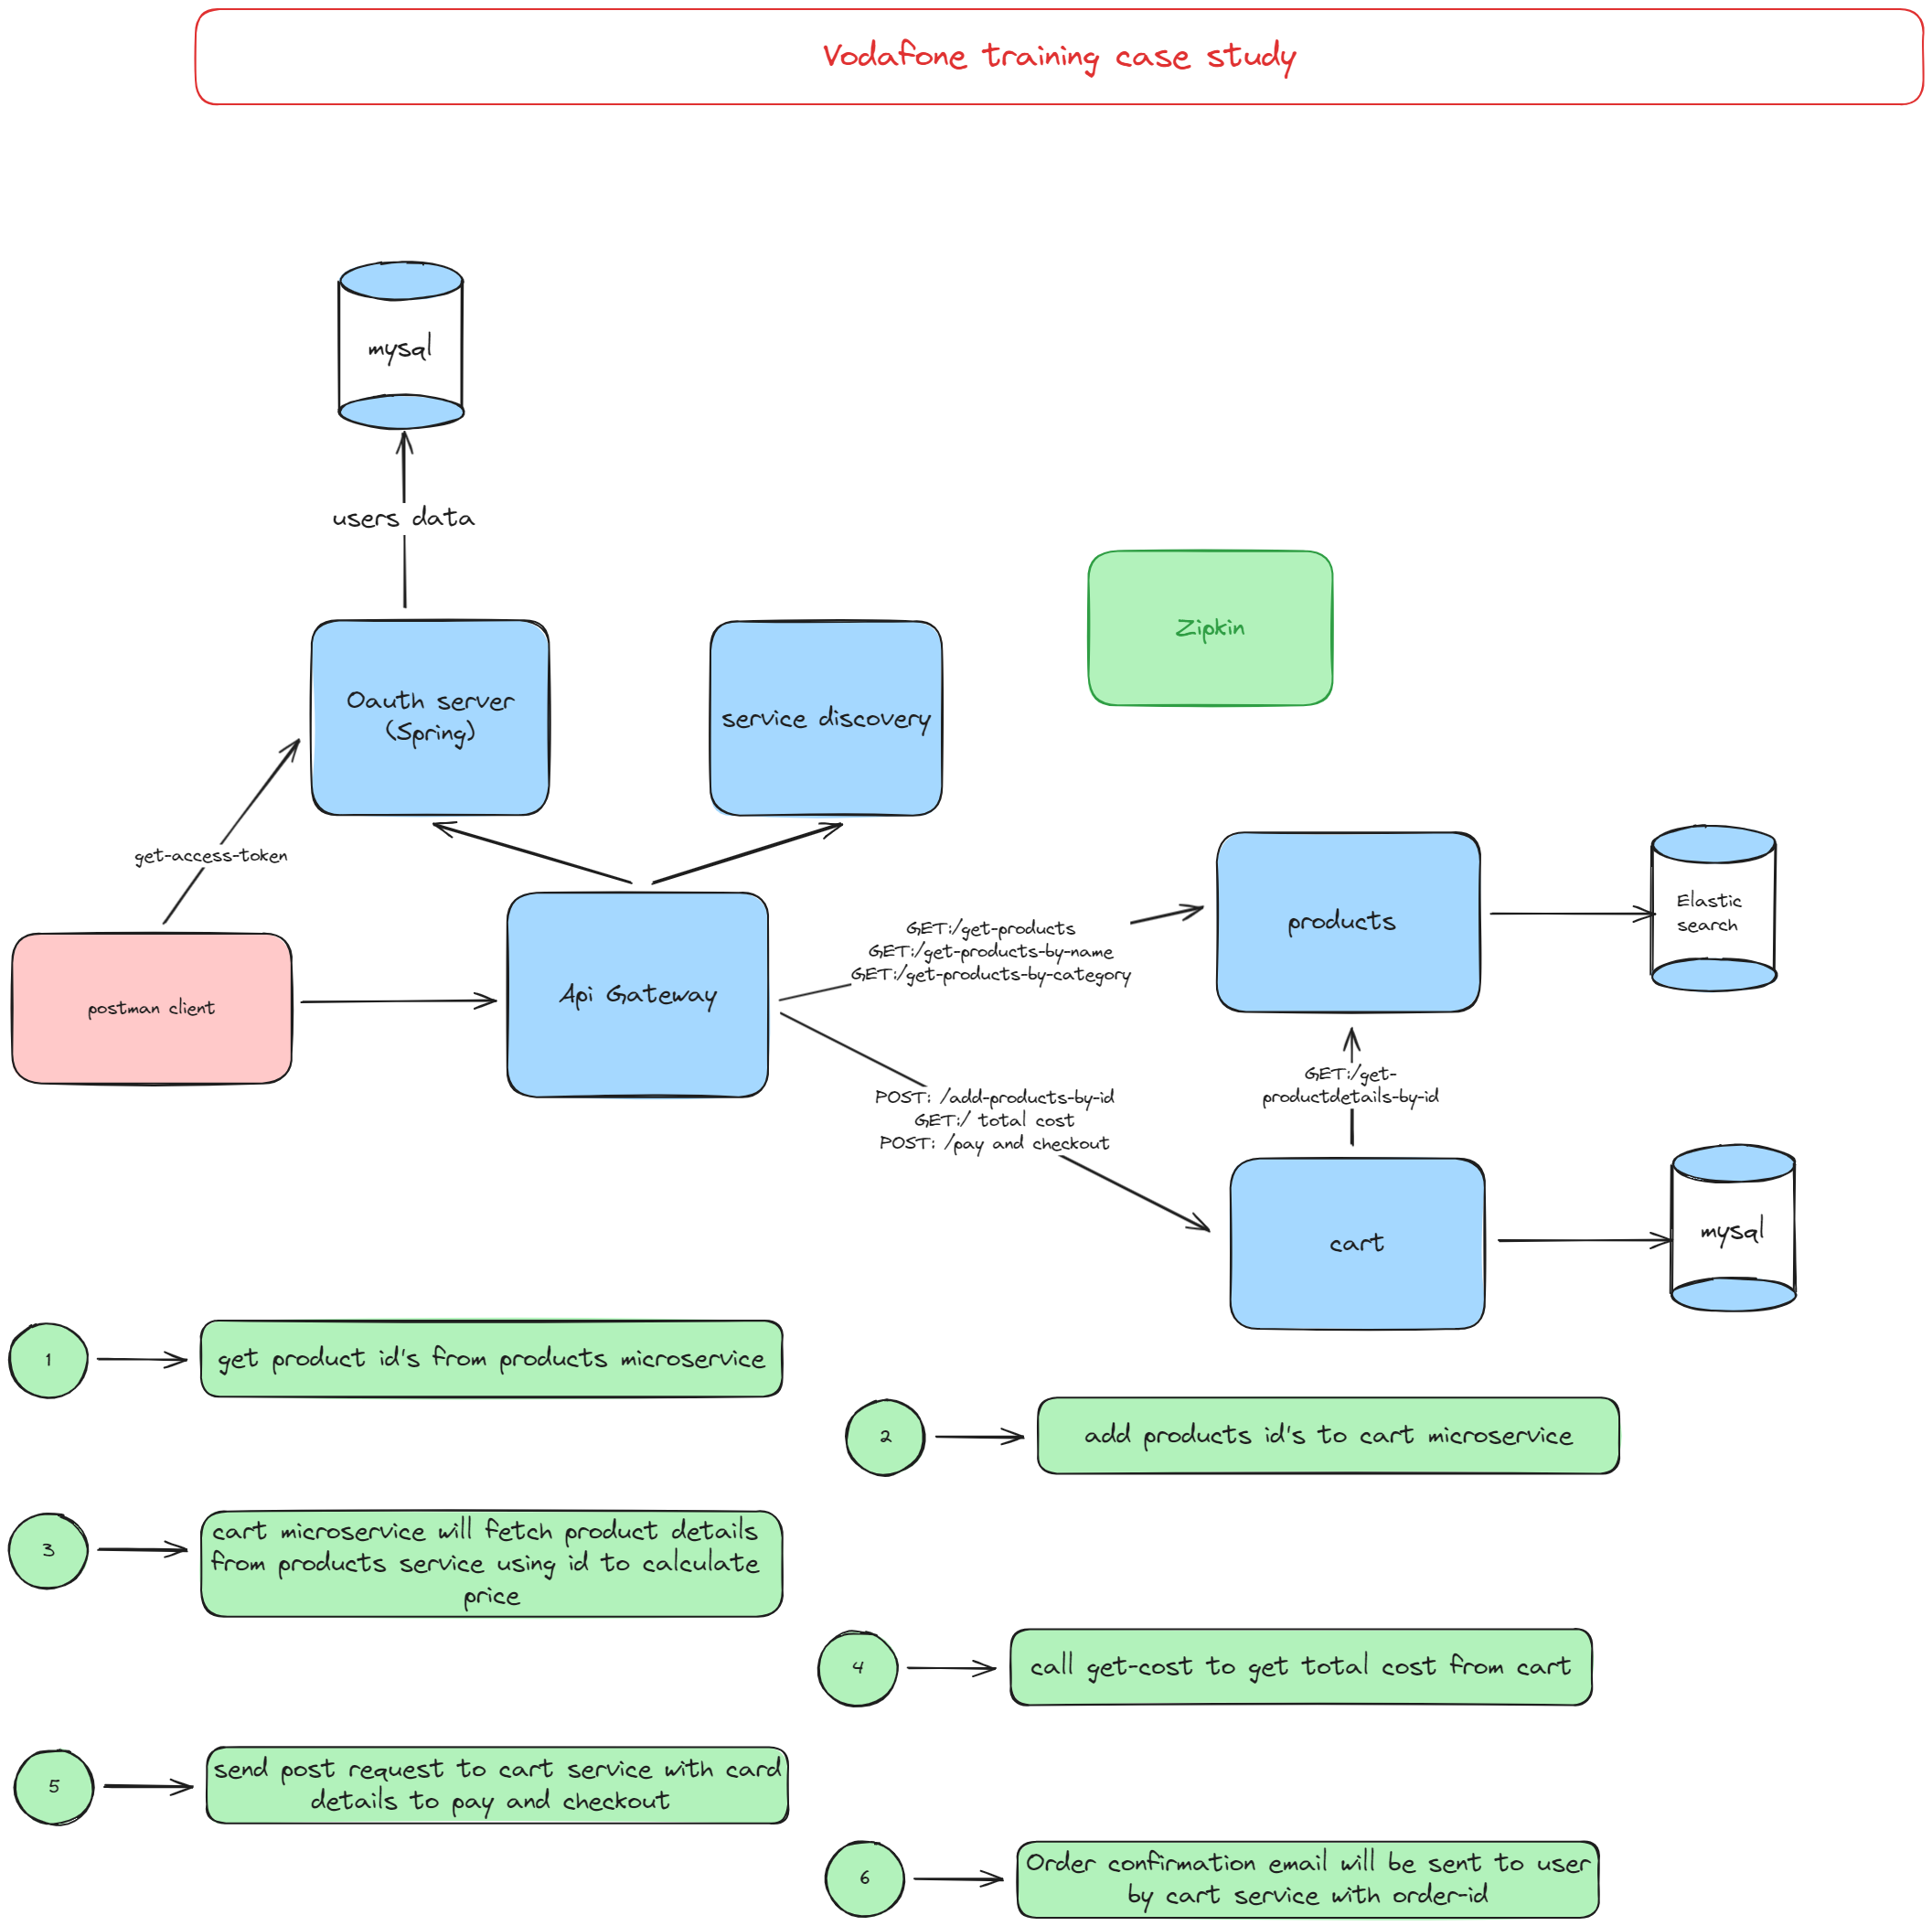 Vodafone training case study
mysql
users data
Zipkin
Oauth server
(Spring)
service discovery
get-access-token
Elastic
search
products
GET:/get-products
GET:/get-products-by-name
GET:/get-products-by-category
Api Gateway
postman client
GET:/get-
productdetails-by-id
POST: /add-products-by-id
GET:/ total cost
POST: /pay and checkout
mysql
cart
1
get product id's from products microservice
2
add products id's to cart microservice
3
cart microservice will fetch product details
from products service using id to calculate
price
4
call get-cost to get total cost from cart
5
send post request to cart service with card
details to pay and checkout
6
Order confirmation email will be sent to user
by cart service with order-id